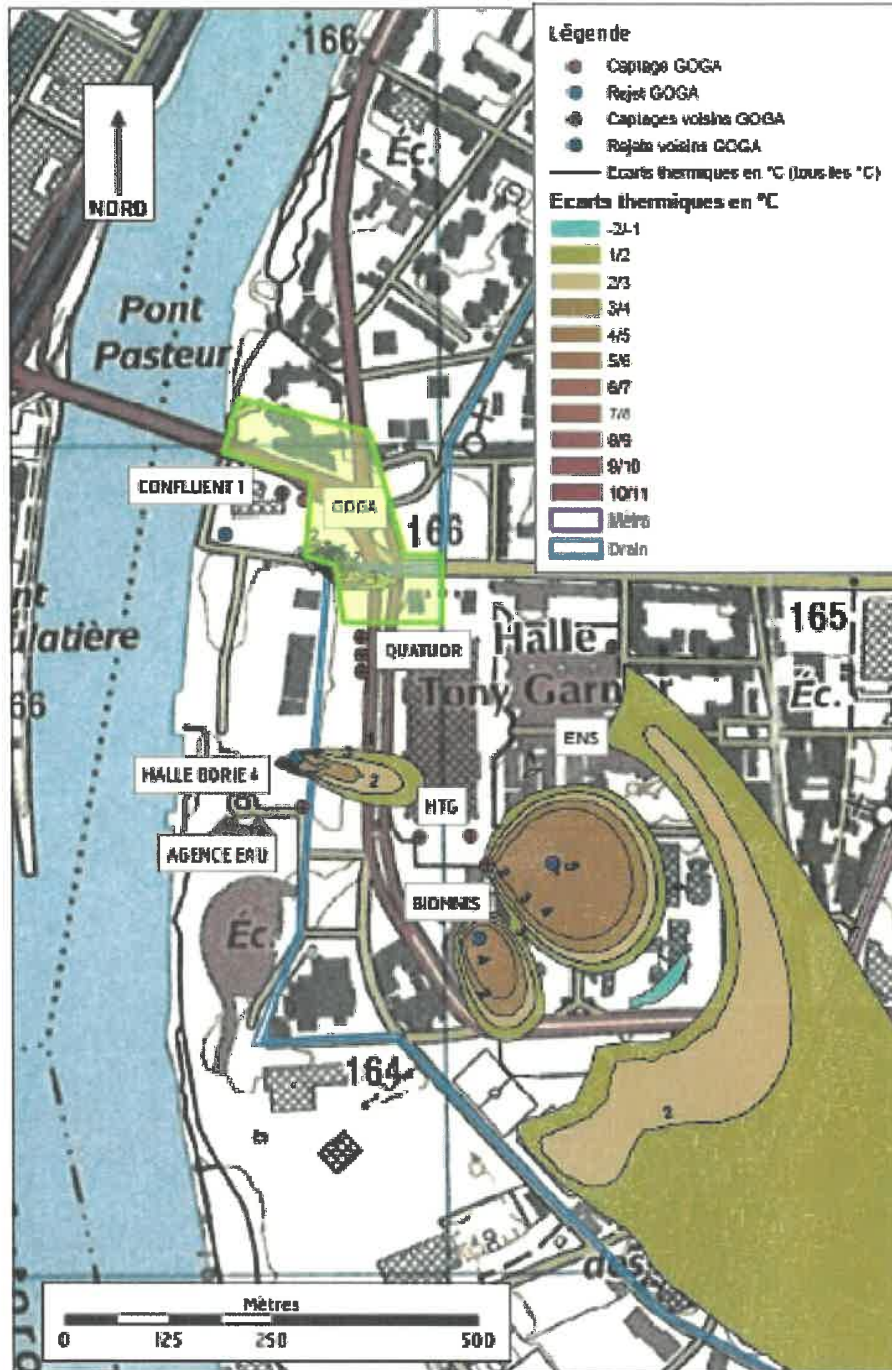 166
Légende
Captage GOGA
Rejet GOGA
Captages voisins GOGA
Rejets voisins GOGA
Ecarts thermiques en °C (tous les °C)
Ecarts thermiques en °C
-2/-1
1/2
2/3
3/4
4/5
5/6
6/7
7/8
8/9
9/10
10/11
Métro
Drain
NORD
Éc.
Pont
Pasteur
CONFLUENT 1
GOGA
166
165
ulatière
66
QUATUOR
Halle
Tony Garnier
Éc.
ENS
HALLE BORIE 4
2
HTG
AGENCE EAU
BIOMNIS
Éc.
164
2
Mètres
0 125 250 500